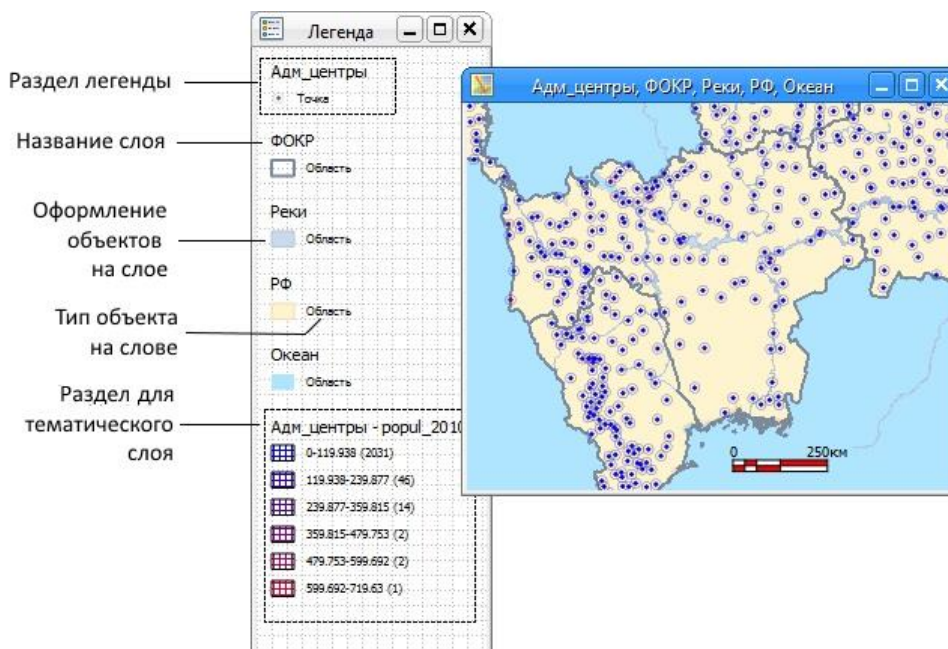 Легенда
Раздел легенды
Адм_центры
Точка
Название слоя
ФОКР
Область
Оформление
объектов
на слое
Реки
Область
Тип объекта
на слове
РФ
Область
Океан
Область
Раздел для
тематического
слоя
Адм_центры - popul_2010
0-119.938 (2031)
119.938-239.877 (46)
239.877-359.815 (14)
359.815-479.753 (2)
479.753-599.692 (2)
599.692-719.63 (1)
Адм_центры, ФОКР, Реки, РФ, Океан
0 250км